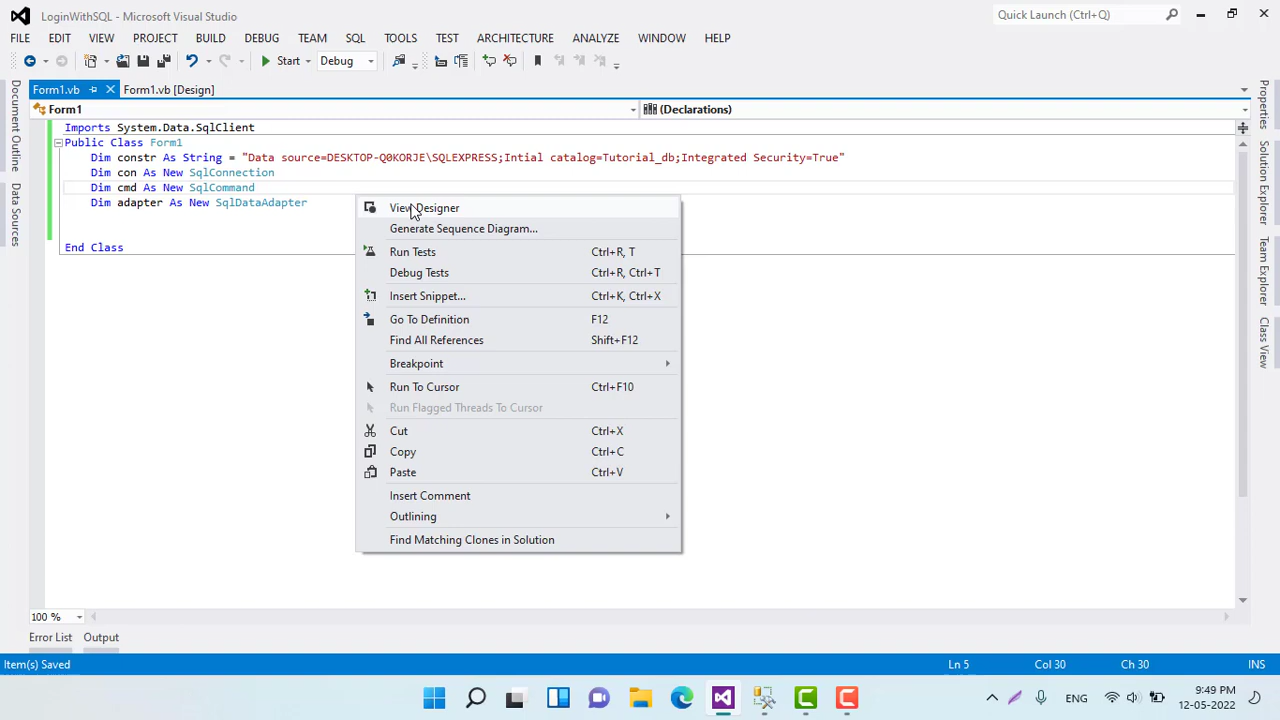 LoginWithSQL - Microsoft Visual Studio
Quick Launch (Ctrl+Q)
FILE EDIT VIEW PROJECT BUILD DEBUG TEAM SQL TOOLS TEST ARCHITECTURE ANALYZE WINDOW HELP
Start Debug
Form1.vb Form1.vb [Design]
Form1 (Declarations)
Document Outline
Data Sources
Properties
Solution Explorer
Team Explorer
Class View
Imports System.Data.SqlClient
Public Class Form1
Dim constr As String = "Data source=DESKTOP-Q0KORJE\SQLEXPRESS;Intial catalog=Tutorial_db;Integrated Security=True"
Dim con As New SqlConnection
Dim cmd As New SqlCommand
Dim adapter As New SqlDataAdapter
End Class
View Designer
Generate Sequence Diagram...
Run Tests Ctrl+R, T
Debug Tests Ctrl+R, Ctrl+T
Insert Snippet... Ctrl+K, Ctrl+X
Go To Definition F12
Find All References Shift+F12
Breakpoint
Run To Cursor Ctrl+F10
Run Flagged Threads To Cursor
Cut Ctrl+X
Copy Ctrl+C
Paste Ctrl+V
Insert Comment
Outlining
Find Matching Clones in Solution
100 %
Error List Output
Item(s) Saved Ln 5 Col 30 Ch 30 INS
ENG 9:49 PM
12-05-2022